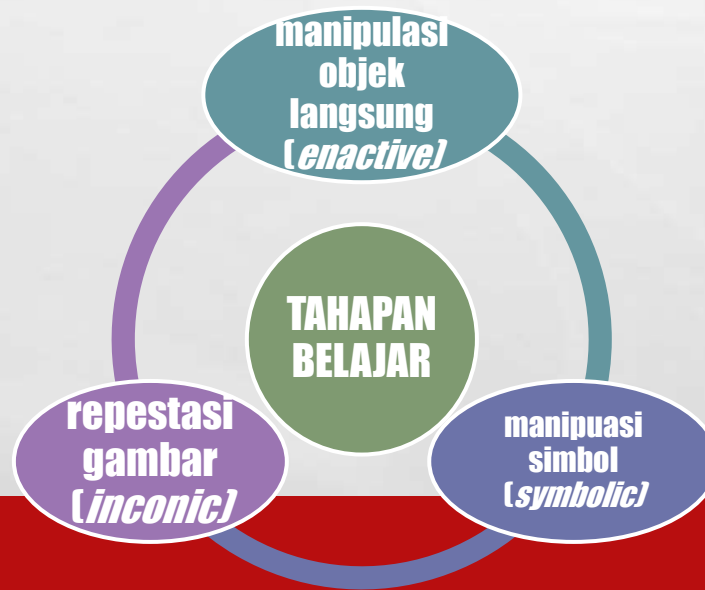 manipulasi
objek
langsung
(enactive)
TAHAPAN
BELAJAR
repestasi
gambar
(inconic)
manipuasi
simbol
(symbolic)